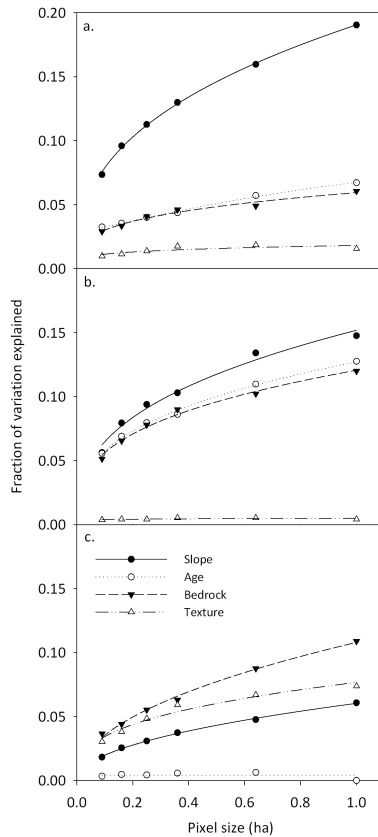 a.
0.20
0.15
0.10
0.05
0.00
b.
0.15
0.10
0.05
0.00
c.
Slope
Age
Bedrock
Texture
0.15
0.10
0.05
0.00
0.0 0.2 0.4 0.6 0.8 1.0
Pixel size (ha)
Fraction of variation explained